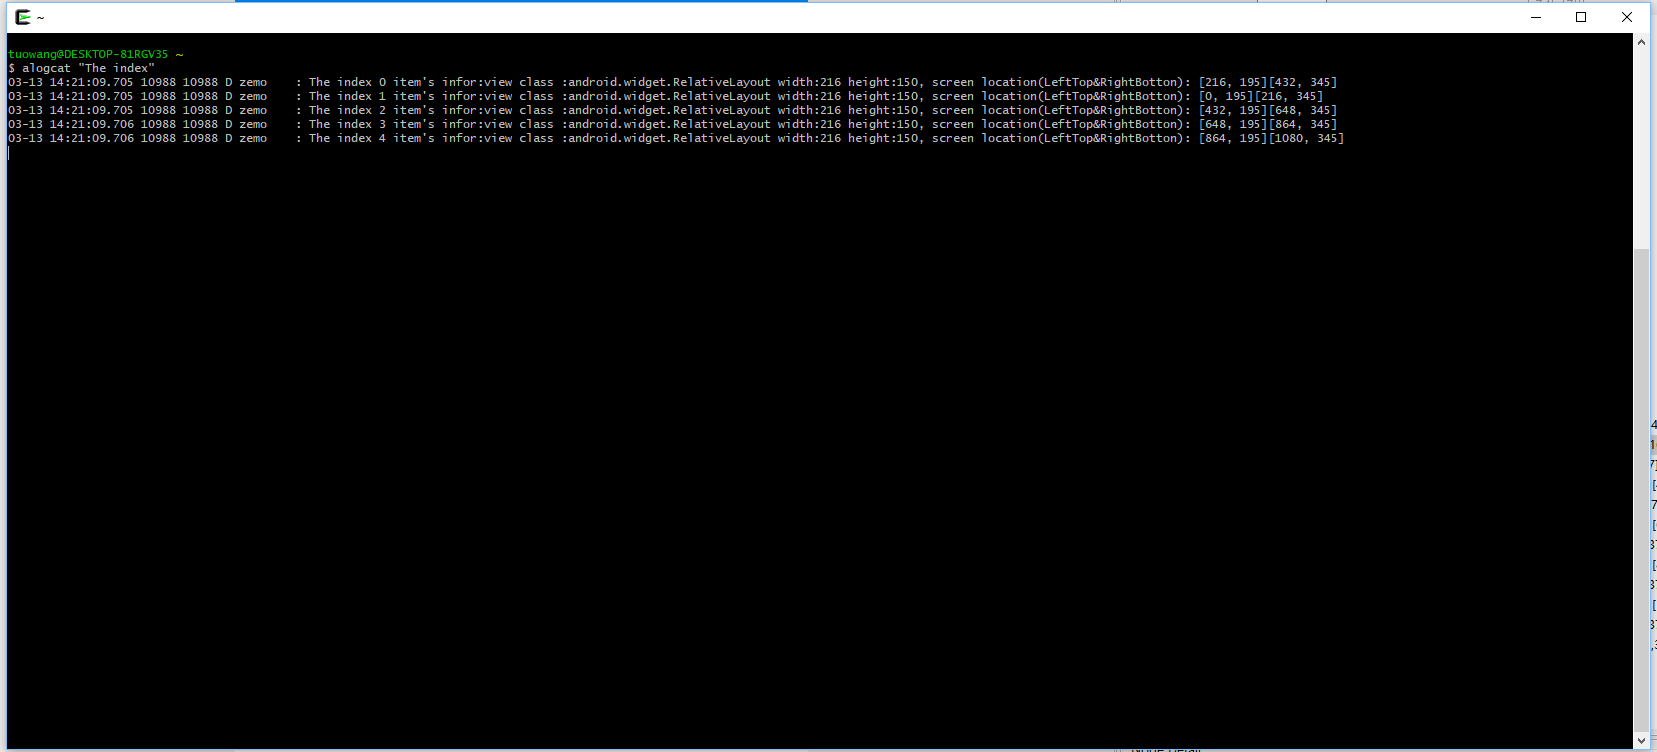 ~
tuowang@DESKTOP-81RGV35 ~
$ alogcat "The index"
03-13 14:21:09.705 10988 10988 D zemo    : The index 0 item's infor:view class :android.widget.RelativeLayout width:216 height:150, screen location(LeftTop&RightBotton): [216, 195][432, 345]
03-13 14:21:09.705 10988 10988 D zemo    : The index 1 item's infor:view class :android.widget.RelativeLayout width:216 height:150, screen location(LeftTop&RightBotton): [0, 195][216, 345]
03-13 14:21:09.705 10988 10988 D zemo    : The index 2 item's infor:view class :android.widget.RelativeLayout width:216 height:150, screen location(LeftTop&RightBotton): [432, 195][648, 345]
03-13 14:21:09.706 10988 10988 D zemo    : The index 3 item's infor:view class :android.widget.RelativeLayout width:216 height:150, screen location(LeftTop&RightBotton): [648, 195][864, 345]
03-13 14:21:09.706 10988 10988 D zemo    : The index 4 item's infor:view class :android.widget.RelativeLayout width:216 height:150, screen location(LeftTop&RightBotton): [864, 195][1080, 345]